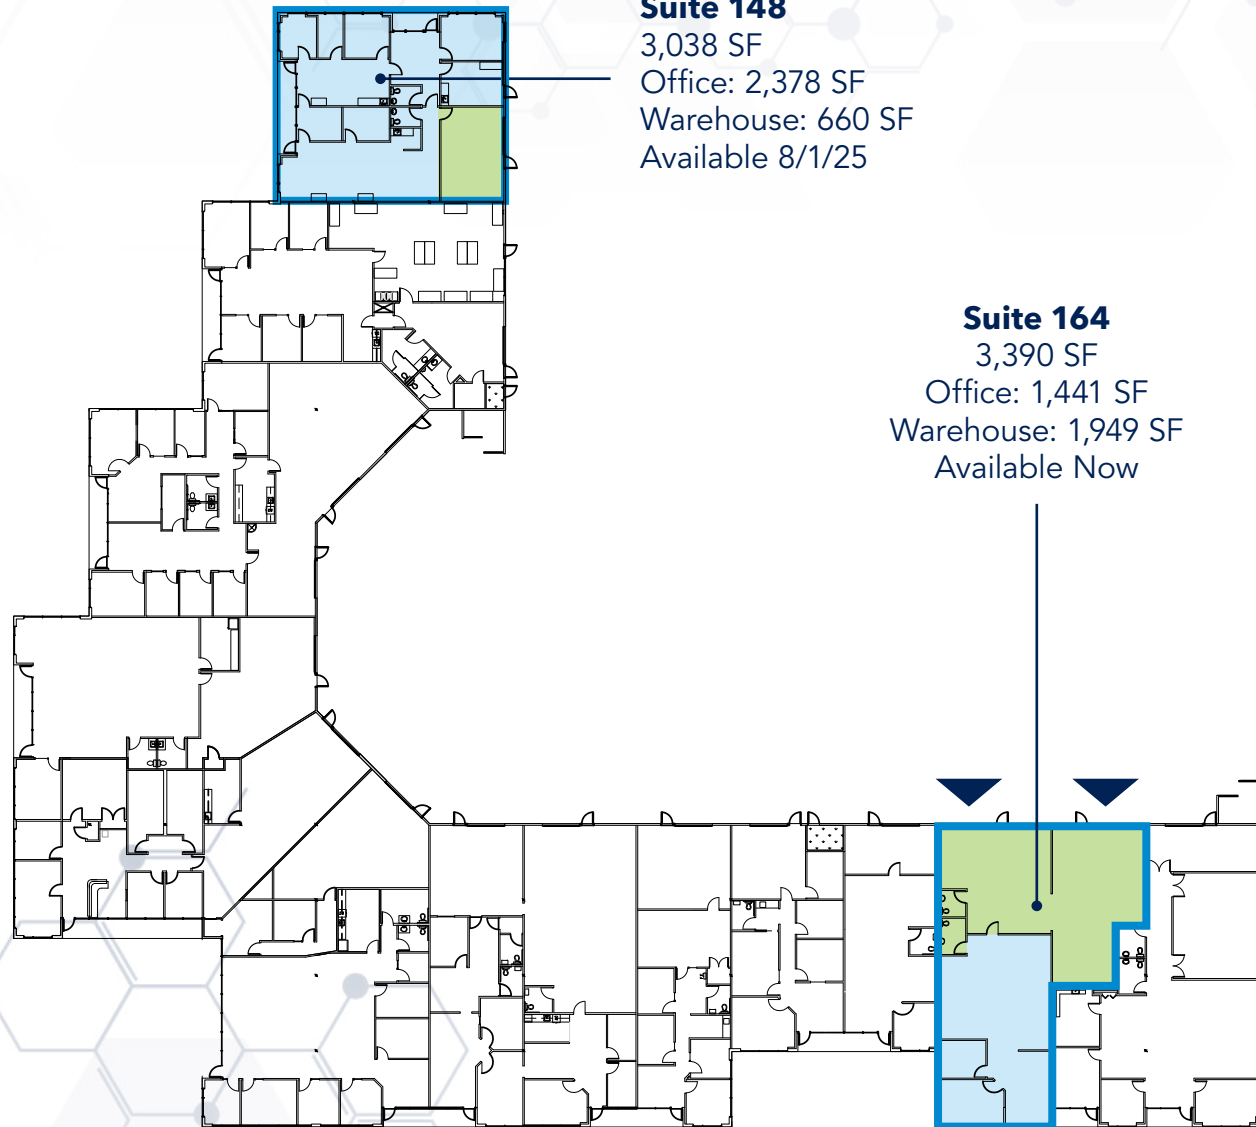 Suite 148
3,038 SF
Office: 2,378 SF
Warehouse: 660 SF
Available 8/1/25
Suite 164
3,390 SF
Office: 1,441 SF
Warehouse: 1,949 SF
Available Now